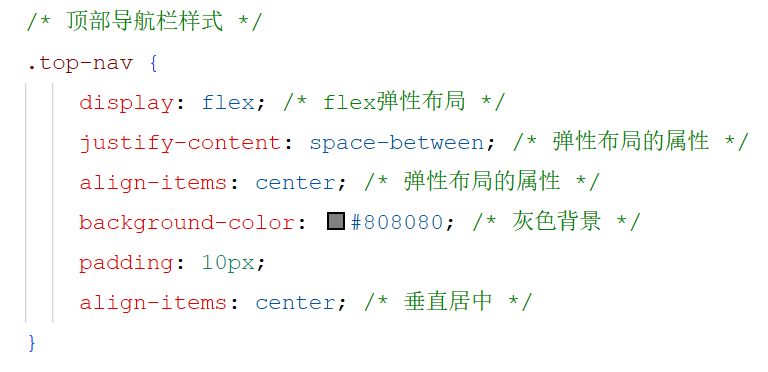 /* 顶部导航栏样式 */
.top-nav {
display: flex; /* flex弹性布局 */
justify-content: space-between; /* 弹性布局的属性 */
align-items: center; /* 弹性布局的属性 */
background-color: #808080; /* 灰色背景 */
padding: 10px;
align-items: center; /* 垂直居中 */
}